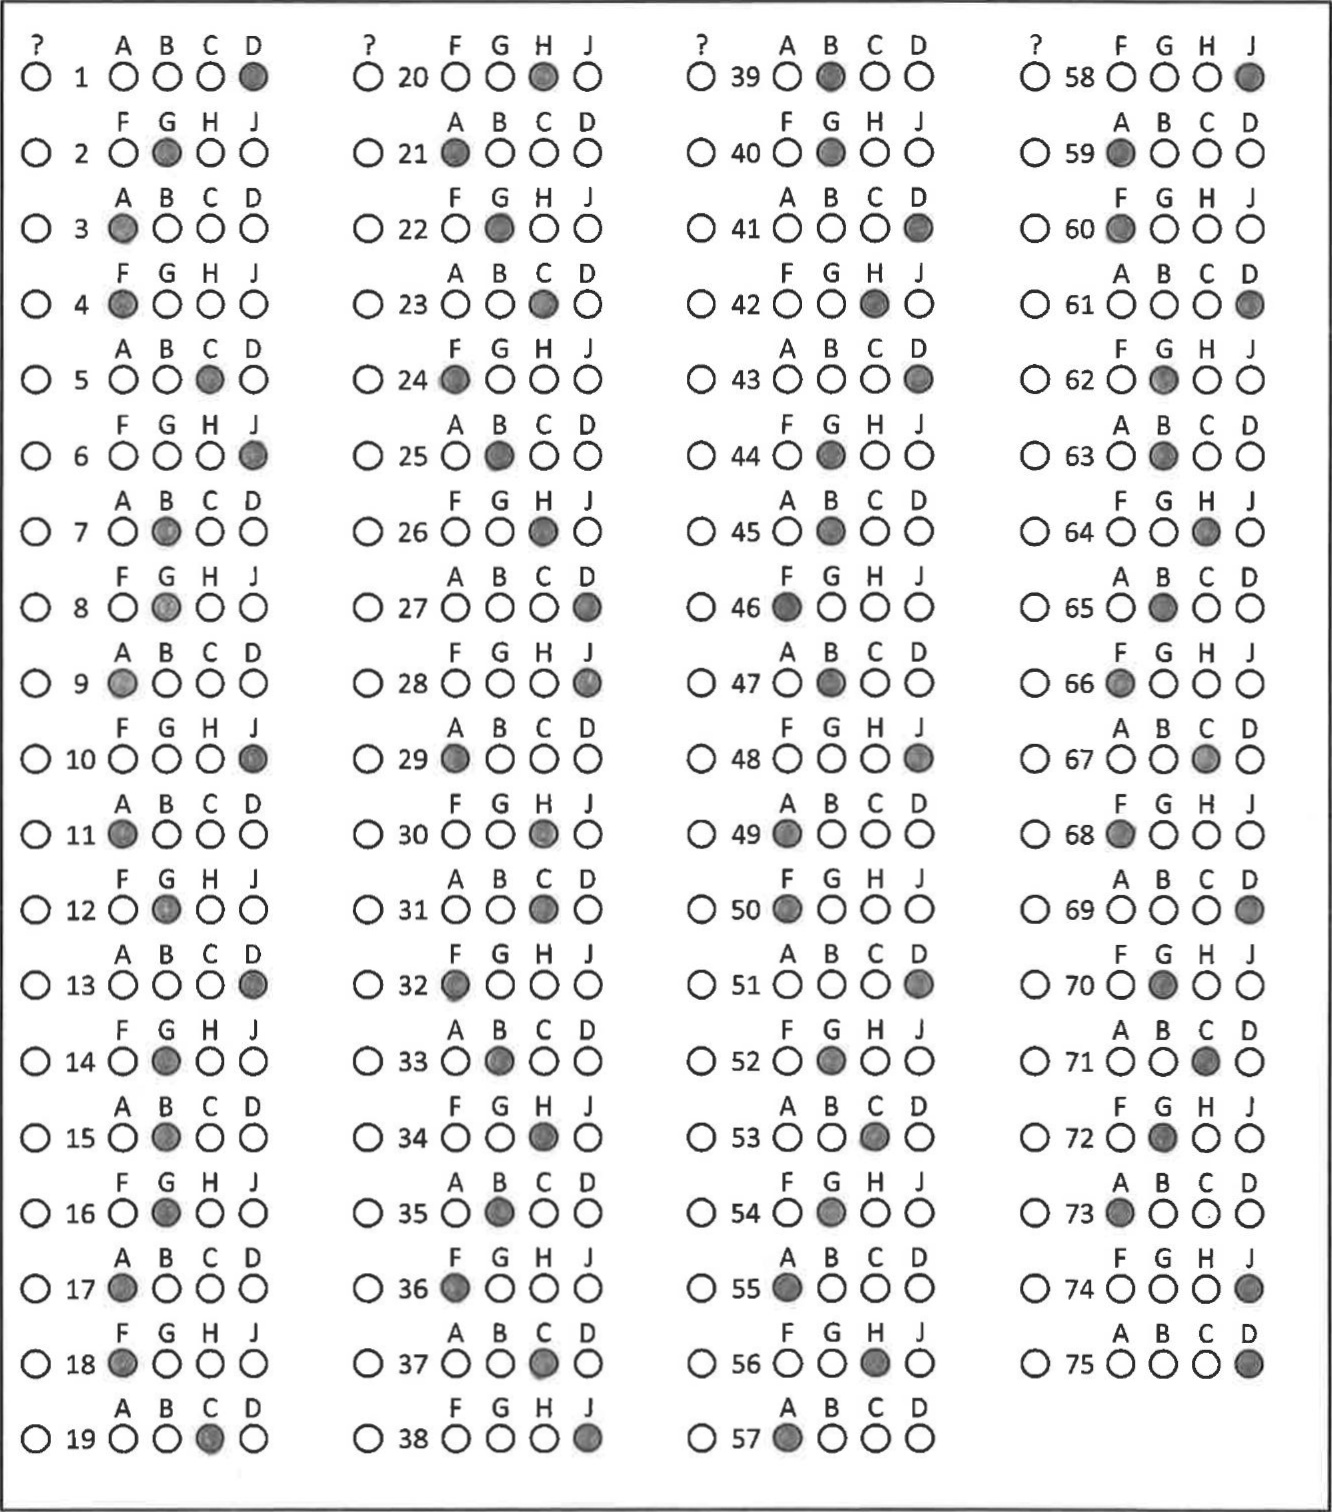 ? A B C D
1
F G H J
2
A B C D
3
F G H J
4
A B C D
5
F G H J
6
A B C D
7
F G H J
8
A B C D
9
F G H J
10
A B C D
11
F G H J
12
A B C D
13
F G H J
14
A B C D
15
F G H J
16
A B C D
17
F G H J
18
A B C D
19
? F G H J
20
A B C D
21
F G H J
22
A B C D
23
F G H J
24
A B C D
25
F G H J
26
A B C D
27
F G H J
28
A B C D
29
F G H J
30
A B C D
31
F G H J
32
A B C D
33
F G H J
34
A B C D
35
F G H J
36
A B C D
37
F G H J
38
? A B C D
39
F G H J
40
A B C D
41
F G H J
42
A B C D
43
F G H J
44
A B C D
45
F G H J
46
A B C D
47
F G H J
48
A B C D
49
F G H J
50
A B C D
51
F G H J
52
A B C D
53
F G H J
54
A B C D
55
F G H J
56
A B C D
57
? F G H J
58
A B C D
59
F G H J
60
A B C D
61
F G H J
62
A B C D
63
F G H J
64
A B C D
65
F G H J
66
A B C D
67
F G H J
68
A B C D
69
F G H J
70
A B C D
71
F G H J
72
A B C D
73
F G H J
74
A B C D
75